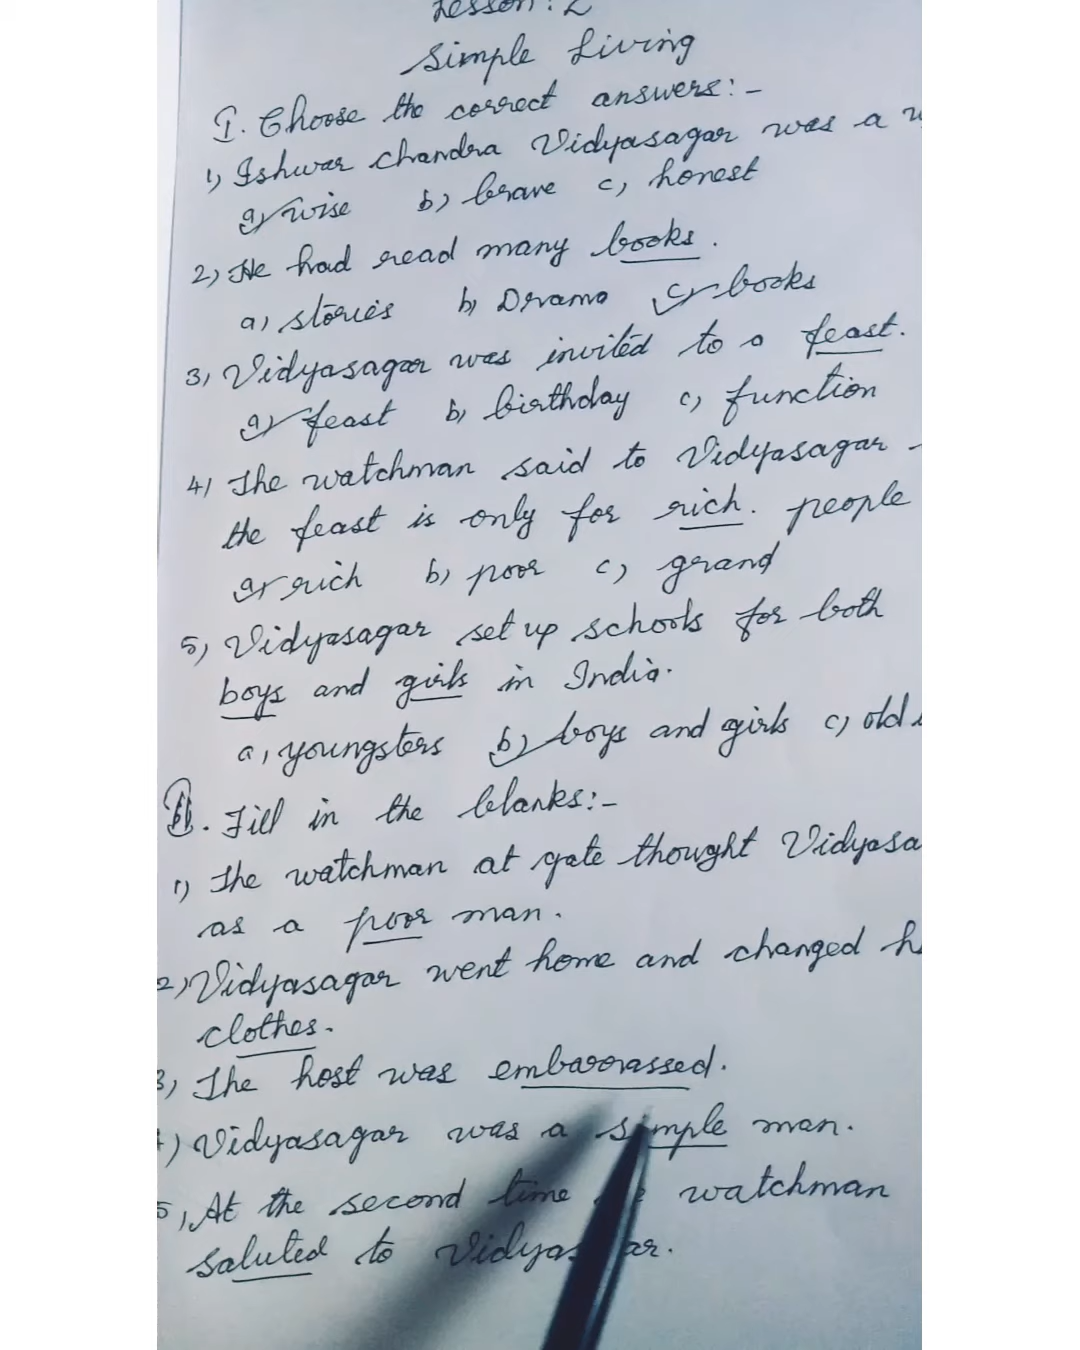 Lesson: 2
Simple Living
I. Choose the correct answers:-
1) Ishwar chandra Vidyasagar was a
a) wise b) brave c) honest
2) He had read many books.
a) stories b) Drama c) books
3) Vidyasagar was invited to a feast.
a) feast b) birthday c) function
4) The watchman said to Vidyasagar -
the feast is only for rich. people
a) rich b) poor c) grand
5) Vidyasagar set up schools for both
boys and girls in India.
a) youngsters b) boys and girls c) old
II. Fill in the blanks:-
1) The watchman at gate thought Vidyasa
as a poor man.
2) Vidyasagar went home and changed h
clothes.
3) The host was embarrassed.
4) Vidyasagar was a simple man.
5) At the second time watchman
saluted to Vidyasagar.